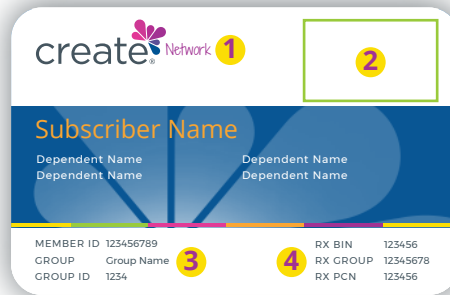 create® Network 1
2
Subscriber Name
Dependent Name Dependent Name
Dependent Name Dependent Name
MEMBER ID 123456789
GROUP Group Name
GROUP ID 1234
3
4
RX BIN 123456
RX GROUP 12345678
RX PCN 123456